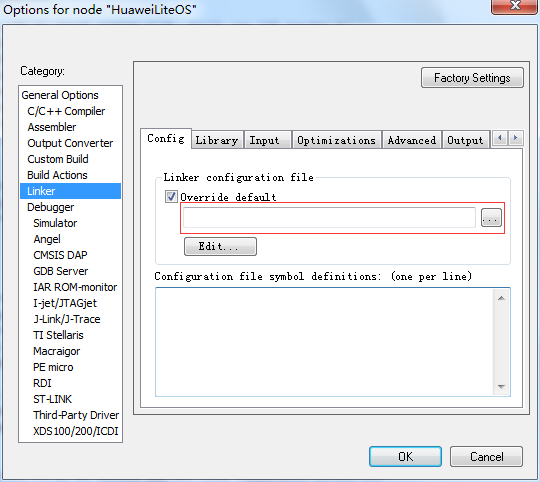 Options for node "HuaweiLiteOS"
Category:
General Options
C/C++ Compiler
Assembler
Output Converter
Custom Build
Build Actions
Linker
Debugger
Simulator
Angel
CMSIS DAP
GDB Server
IAR ROM-monitor
I-jet/JTAGjet
J-Link/J-Trace
TI Stellaris
Macraigor
PE micro
RDI
ST-LINK
Third-Party Driver
XDS100/200/ICDI
Factory Settings
Config Library Input Optimizations Advanced Output
Linker configuration file
Override default
...
Edit...
Configuration file symbol definitions: (one per line)
OK Cancel